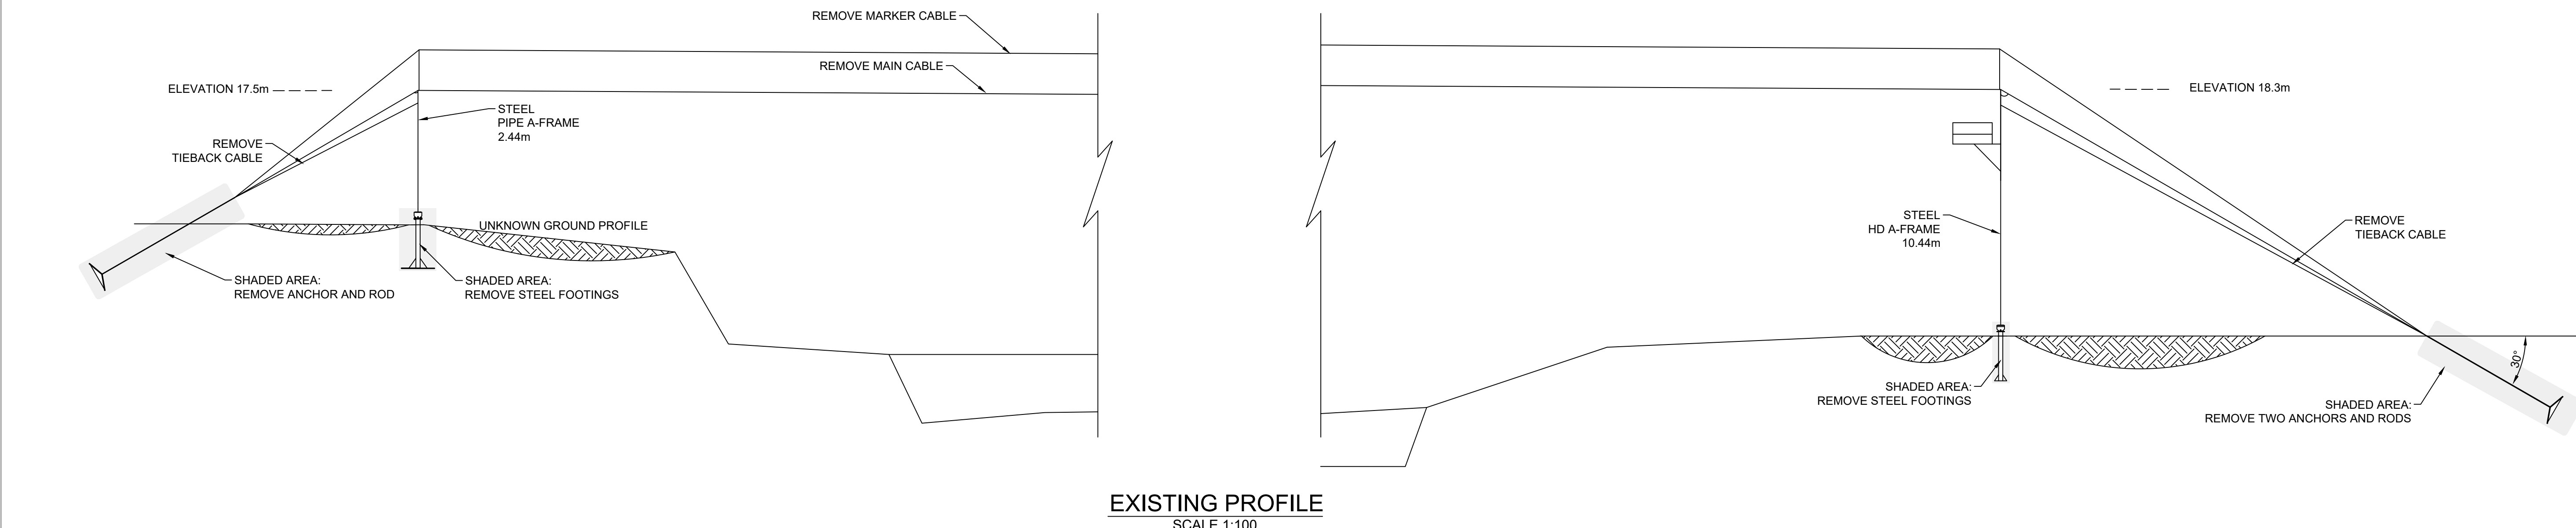 REMOVE MARKER CABLE
REMOVE MAIN CABLE
ELEVATION 17.5m
STEEL
PIPE A-FRAME
2.44m
REMOVE
TIEBACK CABLE
UNKNOWN GROUND PROFILE
SHADED AREA:
REMOVE ANCHOR AND ROD
SHADED AREA:
REMOVE STEEL FOOTINGS
ELEVATION 18.3m
STEEL
HD A-FRAME
10.44m
REMOVE
TIEBACK CABLE
30°
SHADED AREA:
REMOVE STEEL FOOTINGS
SHADED AREA:
REMOVE TWO ANCHORS AND RODS
EXISTING PROFILE
SCALE 1:100